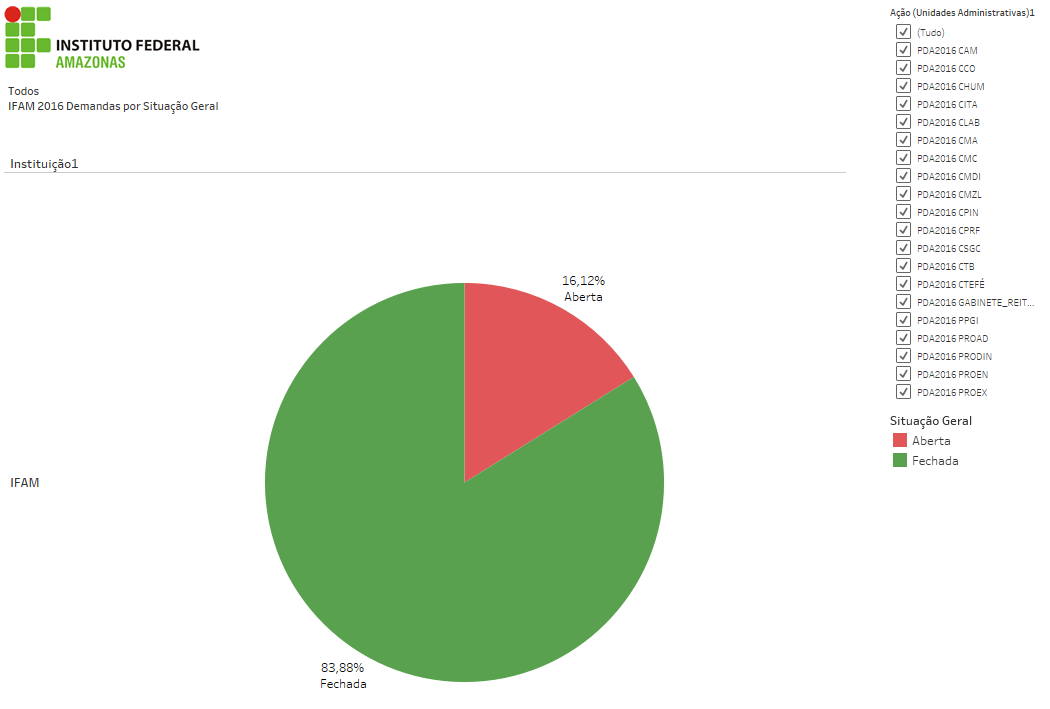 INSTITUTO FEDERAL
AMAZONAS
Todos
IFAM 2016 Demandas por Situação Geral
Instituição1
16,12%
Aberta
IFAM
83,88%
Fechada
Ação (Unidades Administrativas)1
(Tudo)
PDA2016 CAM
PDA2016 CCO
PDA2016 CHUM
PDA2016 CITA
PDA2016 CLAB
PDA2016 CMA
PDA2016 CMC
PDA2016 CMDI
PDA2016 CMZL
PDA2016 CPIN
PDA2016 CPRF
PDA2016 CSGC
PDA2016 CTB
PDA2016 CTEFÉ
PDA2016 GABINETE_REIT...
PDA2016 PPGI
PDA2016 PROAD
PDA2016 PRODIN
PDA2016 PROEN
PDA2016 PROEX
Situação Geral
Aberta
Fechada